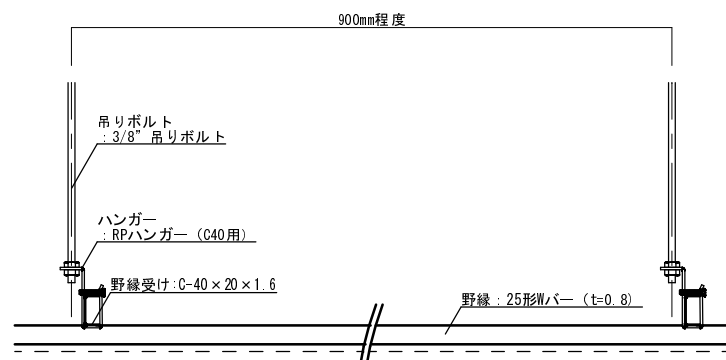 900mm程度
吊りボルト
：3/8”吊りボルト
ハンガー
：RPハンガー（C40用）
野縁受け：C-40×20×1.6
野縁：25形Wバー（t=0.8）